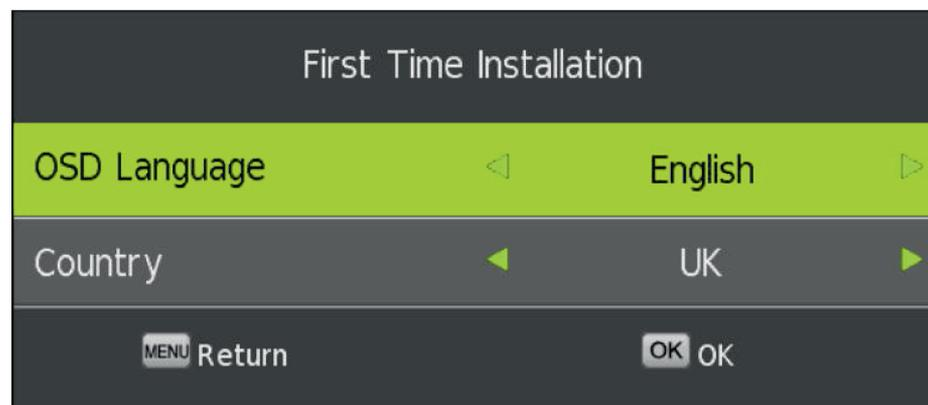 First Time Installation
OSD Language English
Country UK
MENU Return OK OK